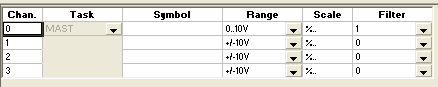 Chan. Task Symbol Range Scale Filter
0 MAST 0..10V %.. 1
1 +/-10V %.. 0
2 +/-10V %.. 0
3 +/-10V %.. 0